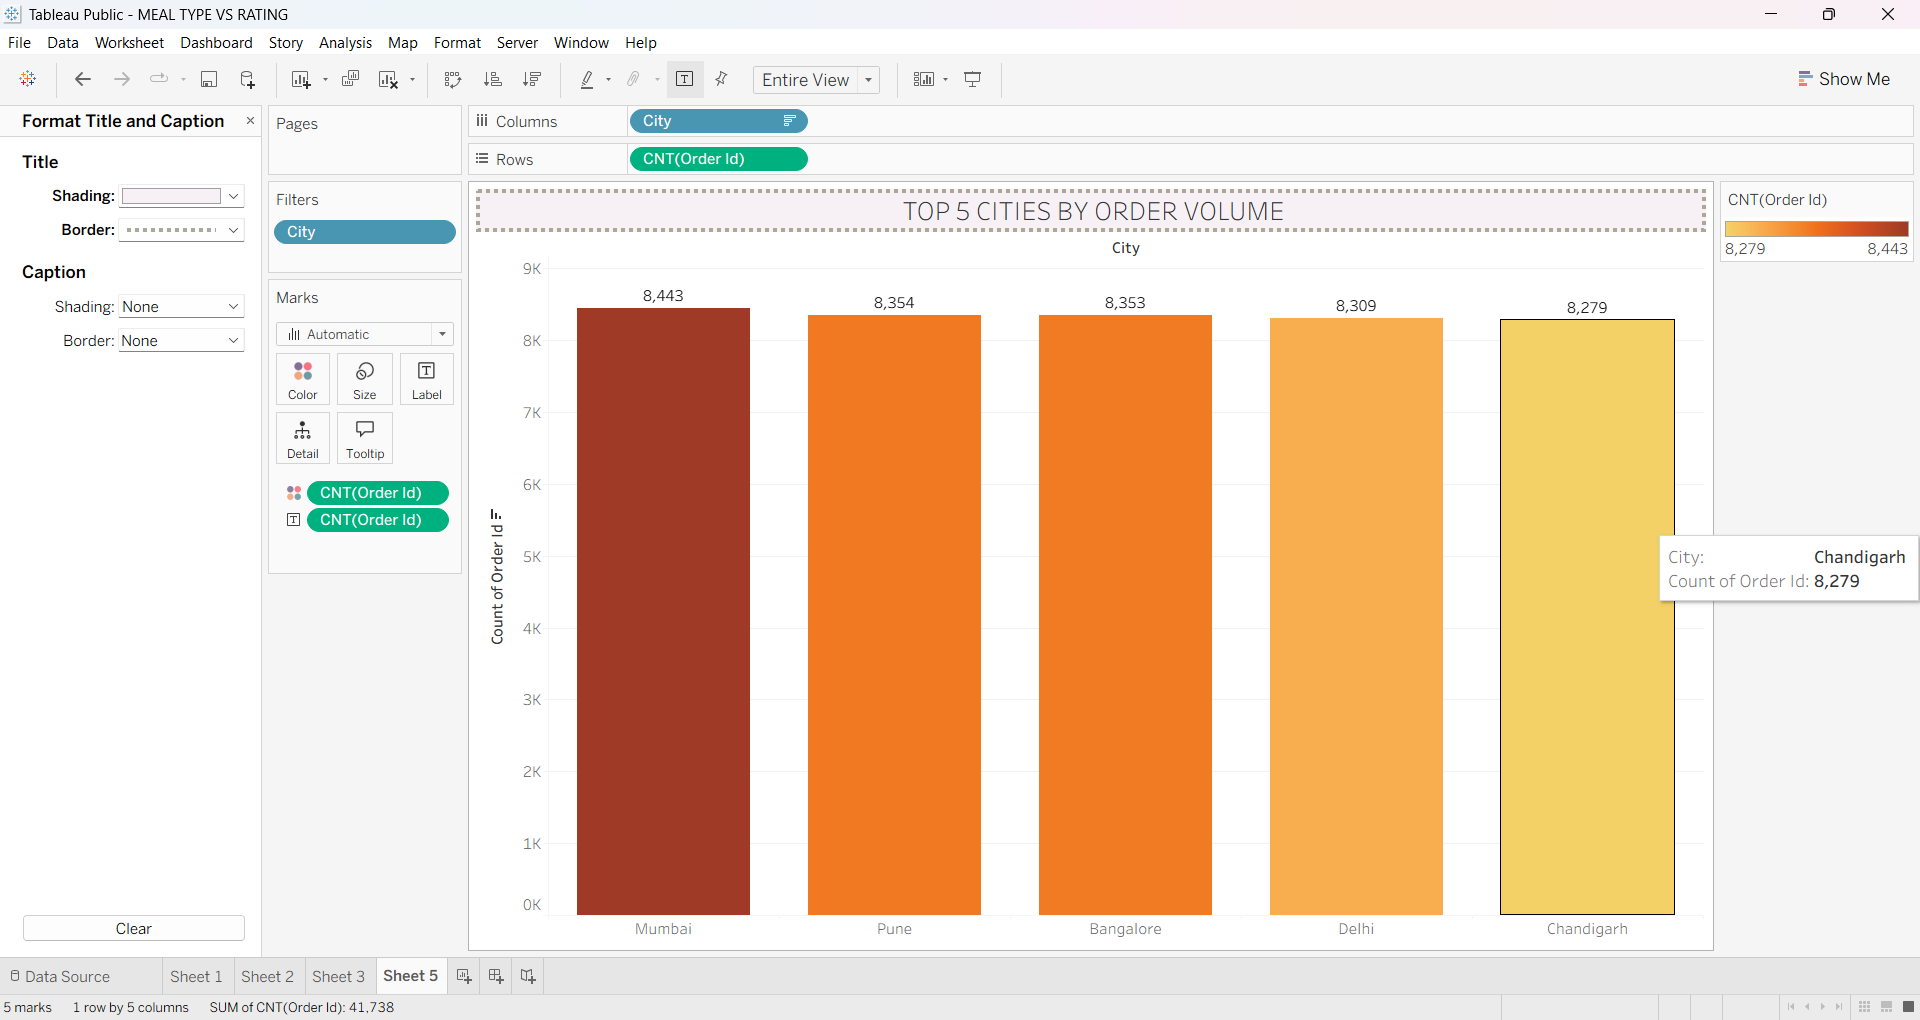 Tableau Public - MEAL TYPE VS RATING
File Data Worksheet Dashboard Story Analysis Map Format Server Window Help
Entire View
Show Me
Format Title and Caption
Title
Shading:
Border:
Caption
Shading: None
Border: None
Clear
Pages
Filters
City
Marks
Automatic
Color Size Label
Detail Tooltip
CNT(Order Id)
CNT(Order Id)
Columns City
Rows CNT(Order Id)
TOP 5 CITIES BY ORDER VOLUME
City
Count of Order Id
9K
8K
7K
6K
5K
4K
3K
2K
1K
0K
8,443 8,354 8,353 8,309 8,279
Mumbai Pune Bangalore Delhi Chandigarh
City: Chandigarh
Count of Order Id: 8,279
CNT(Order Id)
8,279 8,443
Data Source Sheet 1 Sheet 2 Sheet 3 Sheet 5
5 marks 1 row by 5 columns SUM of CNT(Order Id): 41,738